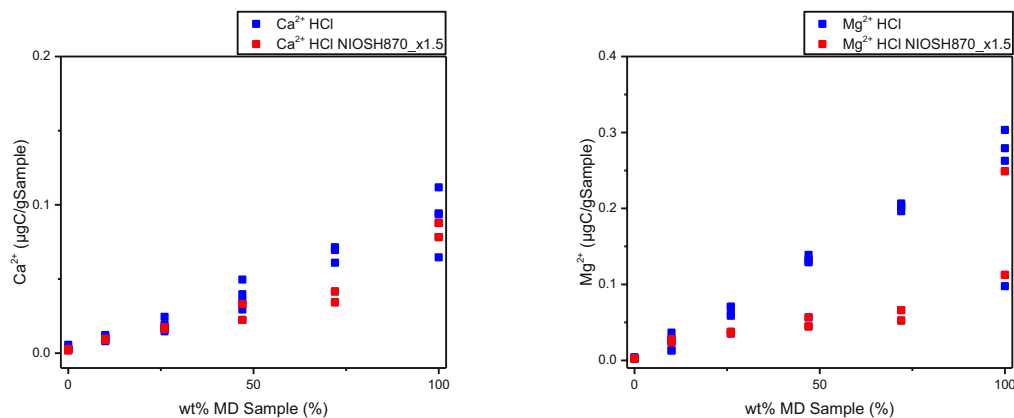 Ca²⁺ HCl
Ca²⁺ HCl NIOSH870_x1.5
0.2
0.1
0.0
0
50
100
Ca²⁺ (µgC/gSample)
wt% MD Sample (%)
Mg²⁺ HCl
Mg²⁺ HCl NIOSH870_x1.5
0.4
0.3
0.2
0.1
0.0
0
50
100
Mg²⁺ (µgC/gSample)
wt% MD Sample (%)